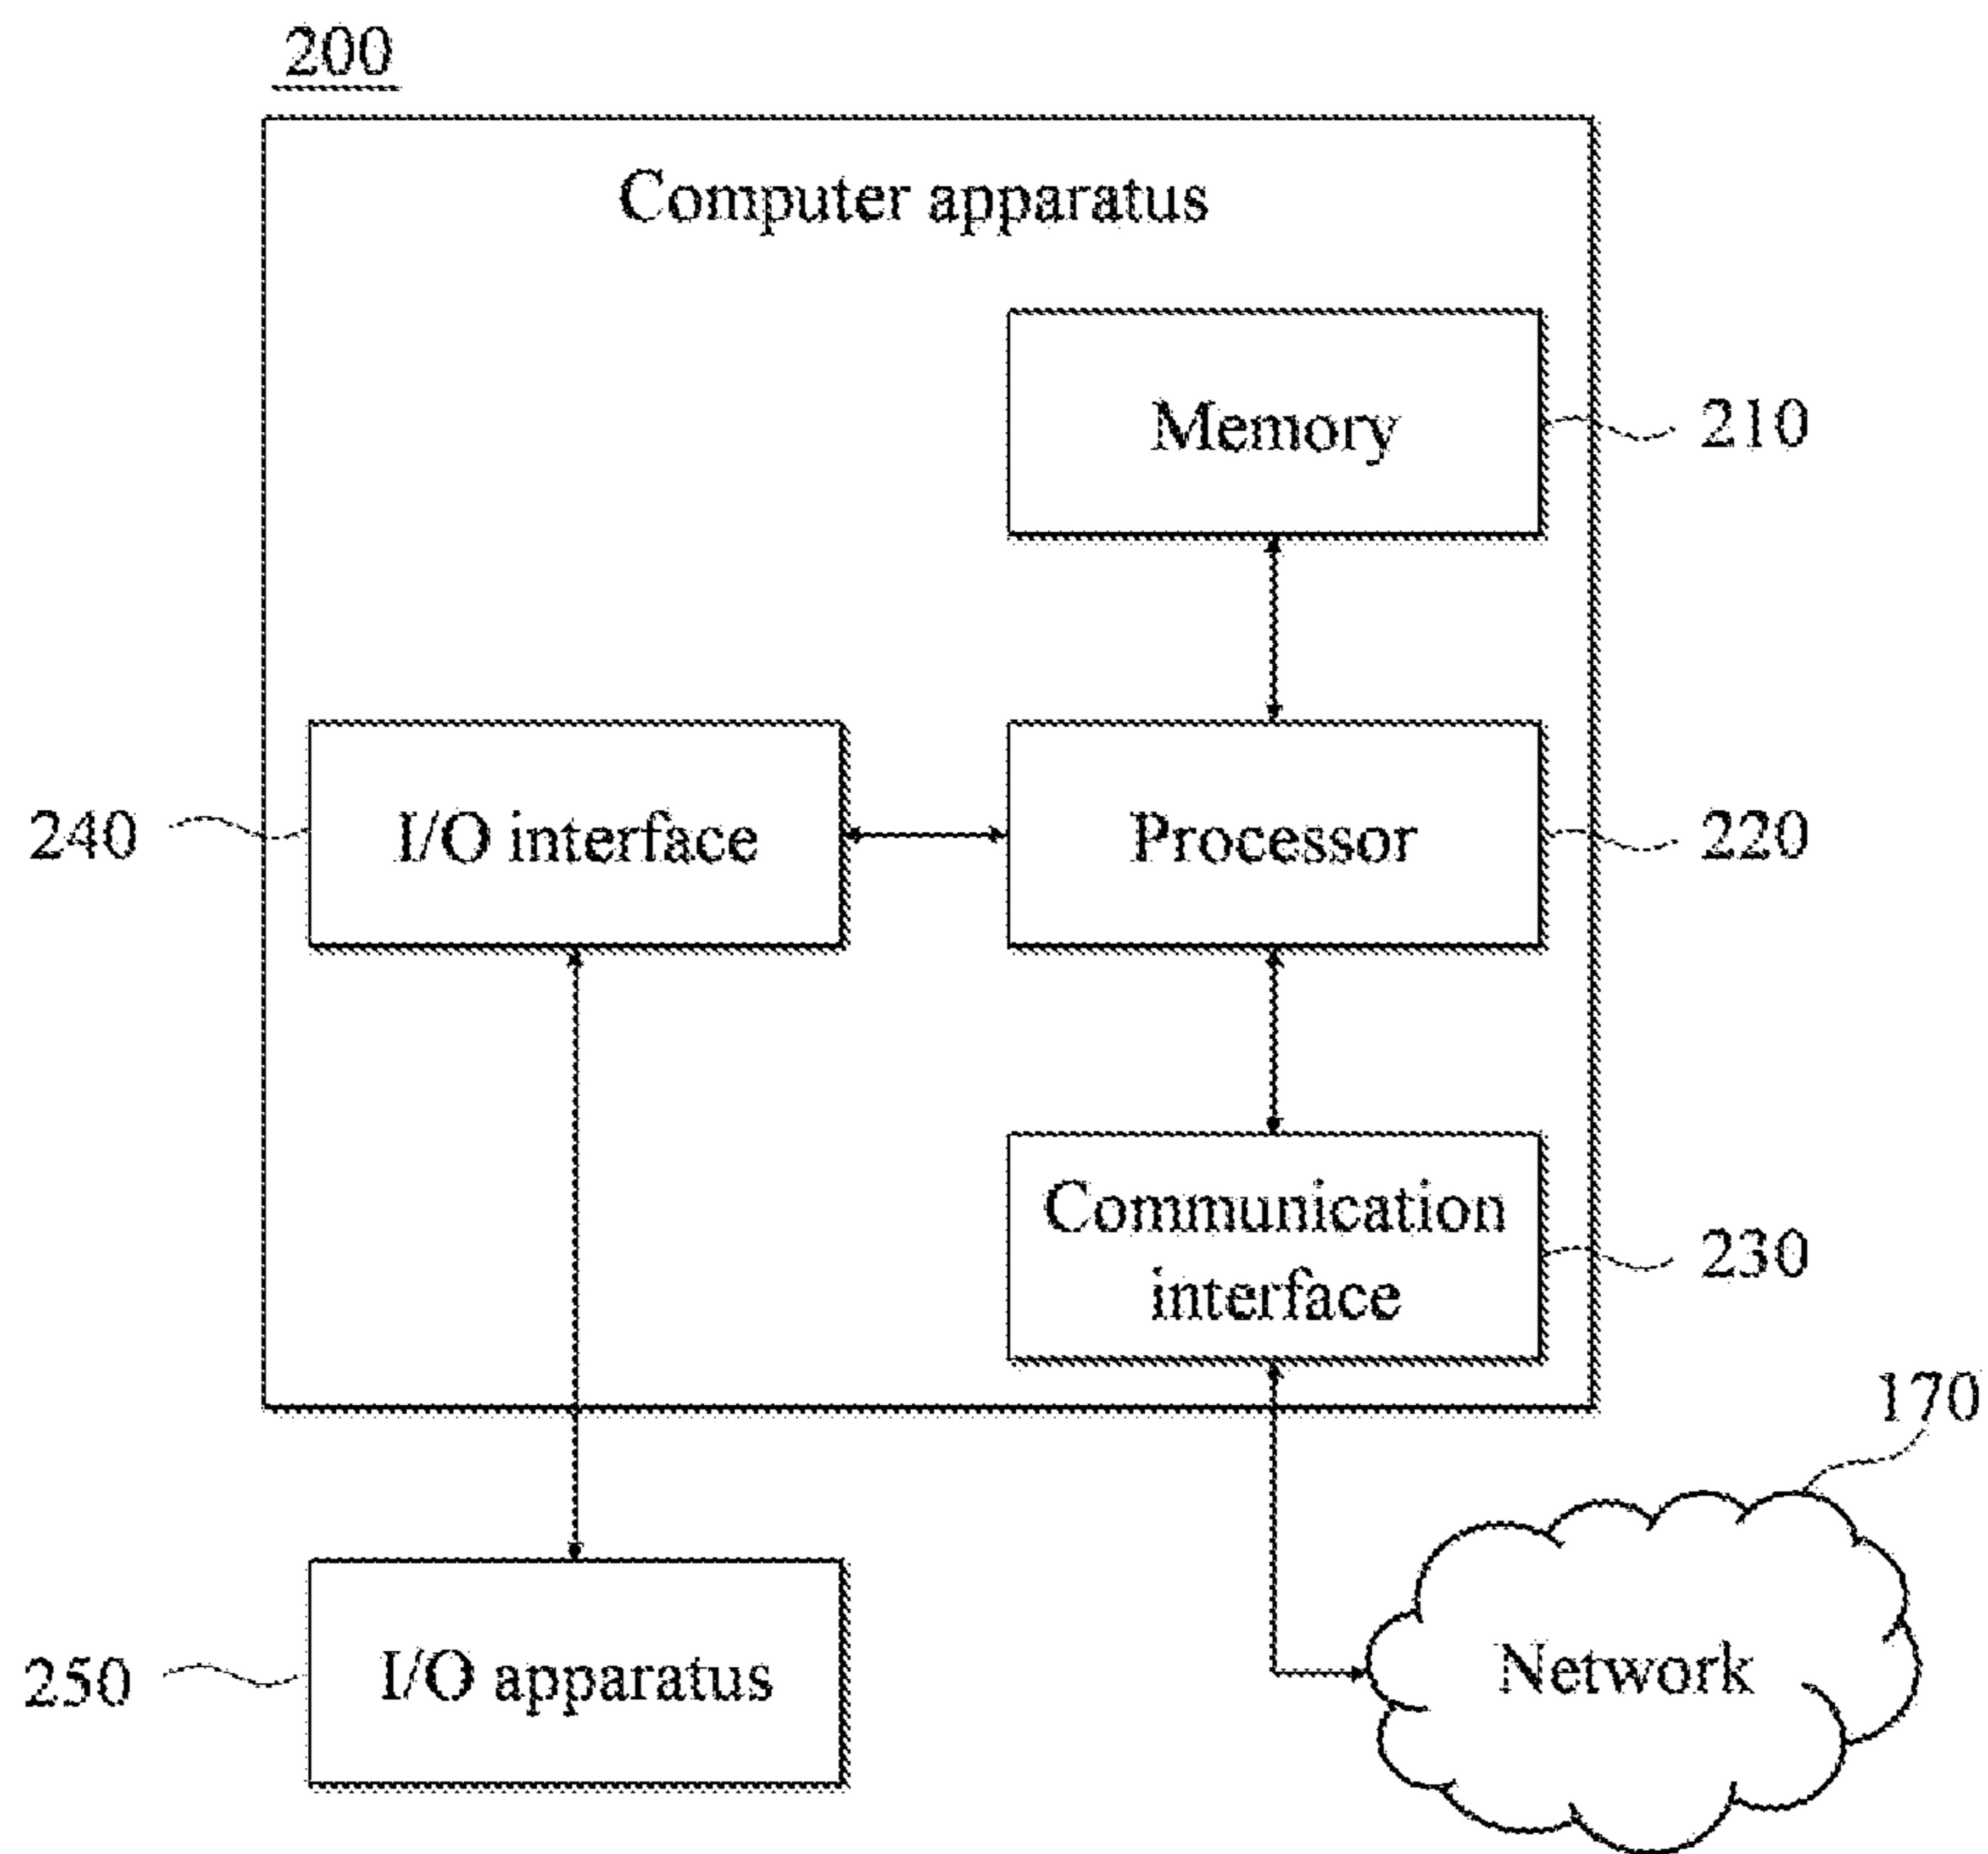 200
Computer apparatus
Memory
210
240
I/O interface
Processor
220
Communication
interface
230
170
250
I/O apparatus
Network